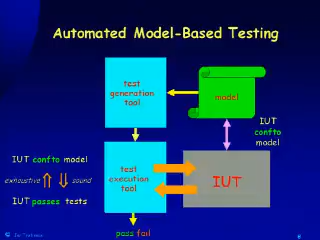 Automated Model-Based Testing
test
generation
tool
model
IUT
confto
model
IUT confto model
test
execution
tool
IUT
exhaustive sound
IUT passes tests
pass fail
©